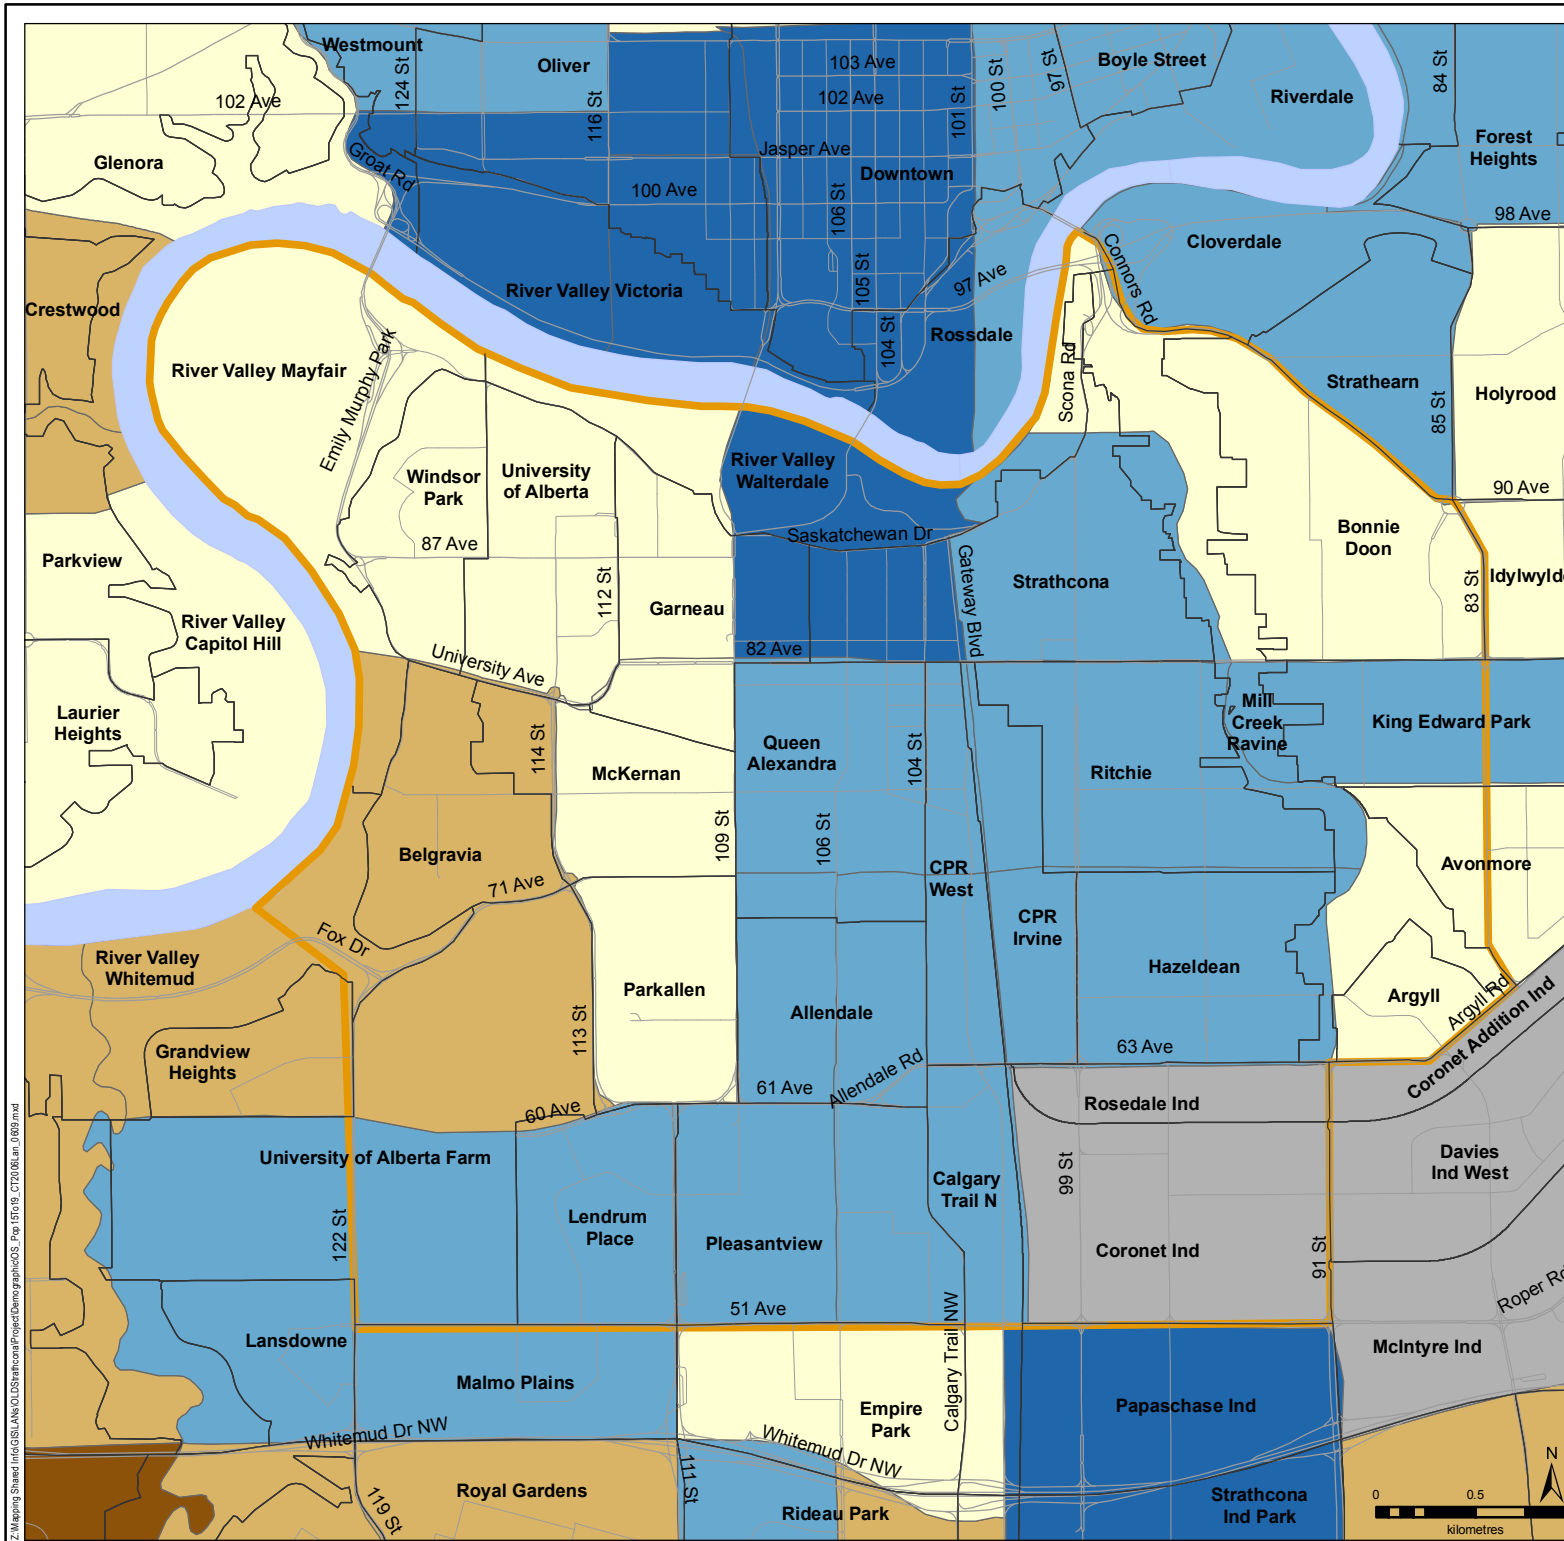 Westmount
Oliver
Boyle Street
103 Ave
102 Ave
102 Ave
124 St
116 St
101 St
100 St
97 St
84 St
Riverdale
Forest
Heights
Glenora
Groat Rd
Jasper Ave
Downtown
100 Ave
106 St
98 Ave
Cloverdale
Connors Rd
Crestwood
River Valley Victoria
105 St
97 Ave
104 St
Rossdale
Scona Rd
River Valley Mayfair
Emily Murphy Park
Strathearn
85 St
Holyrood
River Valley
Walterdale
Windsor
Park
University
of Alberta
90 Ave
Bonnie
Doon
Saskatchewan Dr
87 Ave
Parkview
Gateway Blvd
Strathcona
83 St
Idylwylde
112 St
Garneau
River Valley
Capitol Hill
82 Ave
University Ave
Laurier
Heights
Mill
Creek
Ravine
King Edward Park
114 St
Queen
Alexandra
104 St
McKernan
Ritchie
109 St
106 St
Belgravia
Avonmore
71 Ave
CPR
West
CPR
Irvine
Fox Dr
River Valley
Whitemud
Hazeldean
Parkallen
Allendale
Argyll
Argyll Rd
113 St
Grandview
Heights
63 Ave
Coronet Addition Ind
61 Ave
Allendale Rd
60 Ave
Rosedale Ind
University of Alberta Farm
Davies
Ind West
99 St
Calgary
Trail N
Lendrum
Place
122 St
Pleasantview
Coronet Ind
91 St
Roper Rd
51 Ave
Calgary Trail NW
Lansdowne
McIntyre Ind
Malmo Plains
Empire
Park
Papaschase Ind
Whitemud Dr NW
Whitemud Dr NW
N
111 St
119 St
Royal Gardens
Rideau Park
Strathcona
Ind Park
0 0.5
kilometres